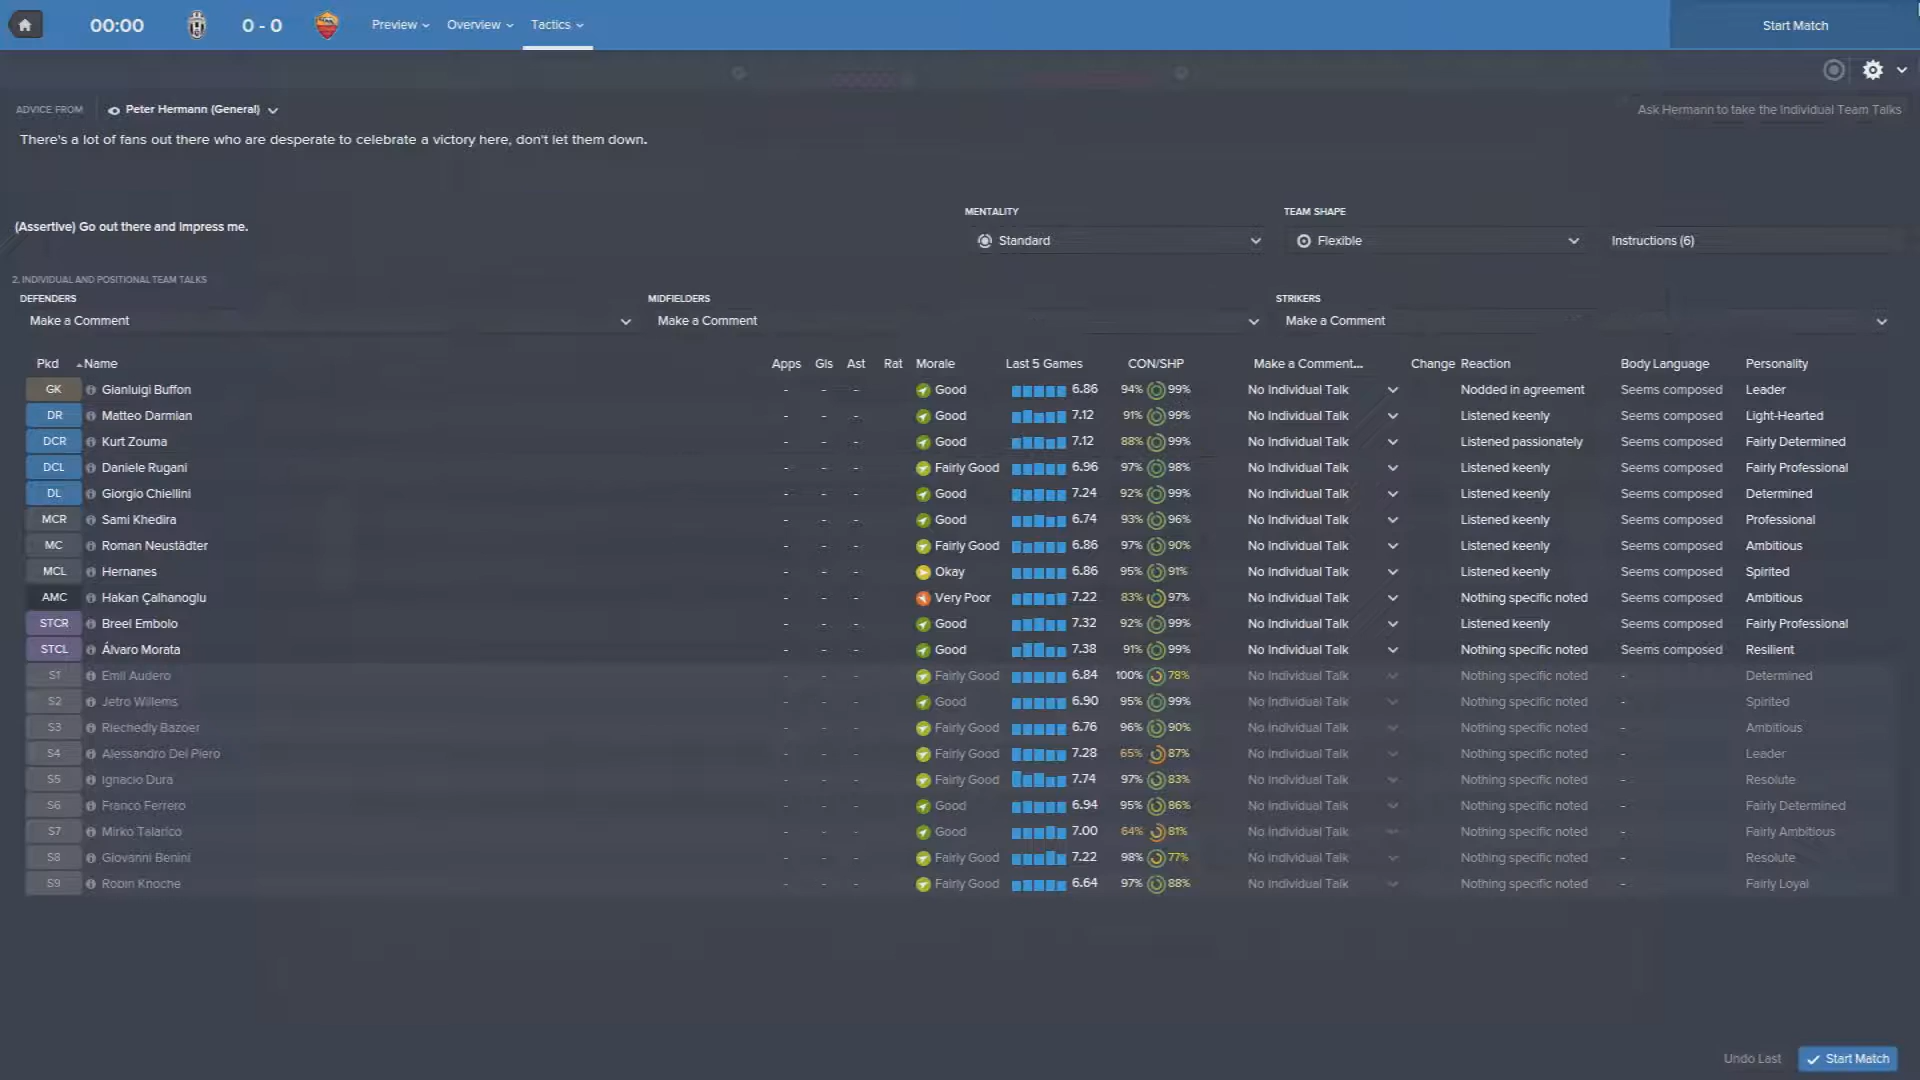 00:00 0 - 0 Preview Overview Tactics Start Match
ADVICE FROM Peter Hermann (General) Ask Hermann to take the Individual Team Talks
There's a lot of fans out there who are desperate to celebrate a victory here, don't let them down.
MENTALITY TEAM SHAPE
(Assertive) Go out there and impress me. Standard Flexible Instructions (6)
2. INDIVIDUAL AND POSITIONAL TEAM TALKS
DEFENDERS MIDFIELDERS STRIKERS
Make a Comment Make a Comment Make a Comment
Pkd Name Apps Gls Ast Rat Morale Last 5 Games CON/SHP Make a Comment... Change Reaction Body Language Personality
GK Gianluigi Buffon - - - Good 6.86 94% 99% No Individual Talk Nodded in agreement Seems composed Leader
DR Matteo Darmian - - - Good 7.12 91% 99% No Individual Talk Listened keenly Seems composed Light-Hearted
DCR Kurt Zouma - - - Good 7.12 88% 99% No Individual Talk Listened passionately Seems composed Fairly Determined
DCL Daniele Rugani - - - Fairly Good 6.96 97% 98% No Individual Talk Listened keenly Seems composed Fairly Professional
DL Giorgio Chiellini - - - Good 7.24 92% 99% No Individual Talk Listened keenly Seems composed Determined
MCR Sami Khedira - - - Good 6.74 93% 96% No Individual Talk Listened keenly Seems composed Professional
MC Roman Neustädter - - - Fairly Good 6.86 97% 90% No Individual Talk Listened keenly Seems composed Ambitious
MCL Hernanes - - - Okay 6.86 95% 91% No Individual Talk Listened keenly Seems composed Spirited
AMC Hakan Çalhanoglu - - - Very Poor 7.22 83% 97% No Individual Talk Nothing specific noted Seems composed Ambitious
STCR Breel Embolo - - - Good 7.32 92% 99% No Individual Talk Listened keenly Seems composed Fairly Professional
STCL Álvaro Morata - - - Good 7.38 91% 99% No Individual Talk Nothing specific noted Seems composed Resilient
S1 Emil Audero - - - Fairly Good 6.84 100% 78% No Individual Talk Nothing specific noted - Determined
S2 Jetro Willems - - - Good 6.90 95% 99% No Individual Talk Nothing specific noted - Spirited
S3 Riechedly Bazoer - - - Fairly Good 6.76 96% 90% No Individual Talk Nothing specific noted - Ambitious
S4 Alessandro Del Piero - - - Fairly Good 7.28 65% 87% No Individual Talk Nothing specific noted - Leader
S5 Ignacio Dura - - - Fairly Good 7.74 97% 83% No Individual Talk Nothing specific noted - Resolute
S6 Franco Ferrero - - - Good 6.94 95% 86% No Individual Talk Nothing specific noted - Fairly Determined
S7 Mirko Talarico - - - Good 7.00 64% 81% No Individual Talk Nothing specific noted - Fairly Ambitious
S8 Giovanni Benini - - - Fairly Good 7.22 98% 77% No Individual Talk Nothing specific noted - Resolute
S9 Robin Knoche - - - Fairly Good 6.64 97% 88% No Individual Talk Nothing specific noted - Fairly Loyal
Undo Last Start Match